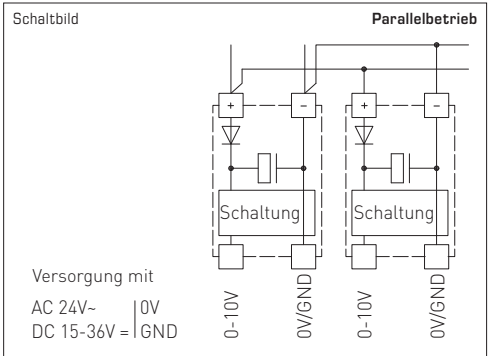 Schaltbild
Parallelbetrieb
+ − + −
Schaltung Schaltung
Versorgung mit
AC 24V~ 0V
DC 15-36V = GND
0-10V
0V/GND
0-10V
0V/GND